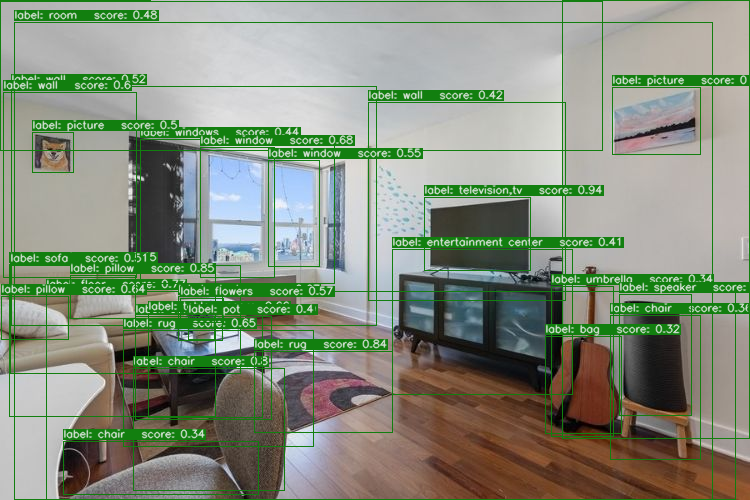 label: room score: 0.48
label: wall score: 0.52
label: wall score: 0.6
label: picture score: 0
label: wall score: 0.42
label: picture score: 0.5
label: windows score: 0.44
label: window score: 0.68
label: window score: 0.55
label: television,tv score: 0.94
label: entertainment center score: 0.41
label: sofa score: 0.515
label: pillow score: 0.85
label: umbrella score: 0.34
label: speaker score:
label: pillow score: 0.64
label: flowers score: 0.57
label: pot score: 0.4
label: chair score: 0.36
label: rug score: 0.65
label: bag score: 0.32
label: rug score: 0.84
label: chair score: 0.8
label: chair score: 0.34